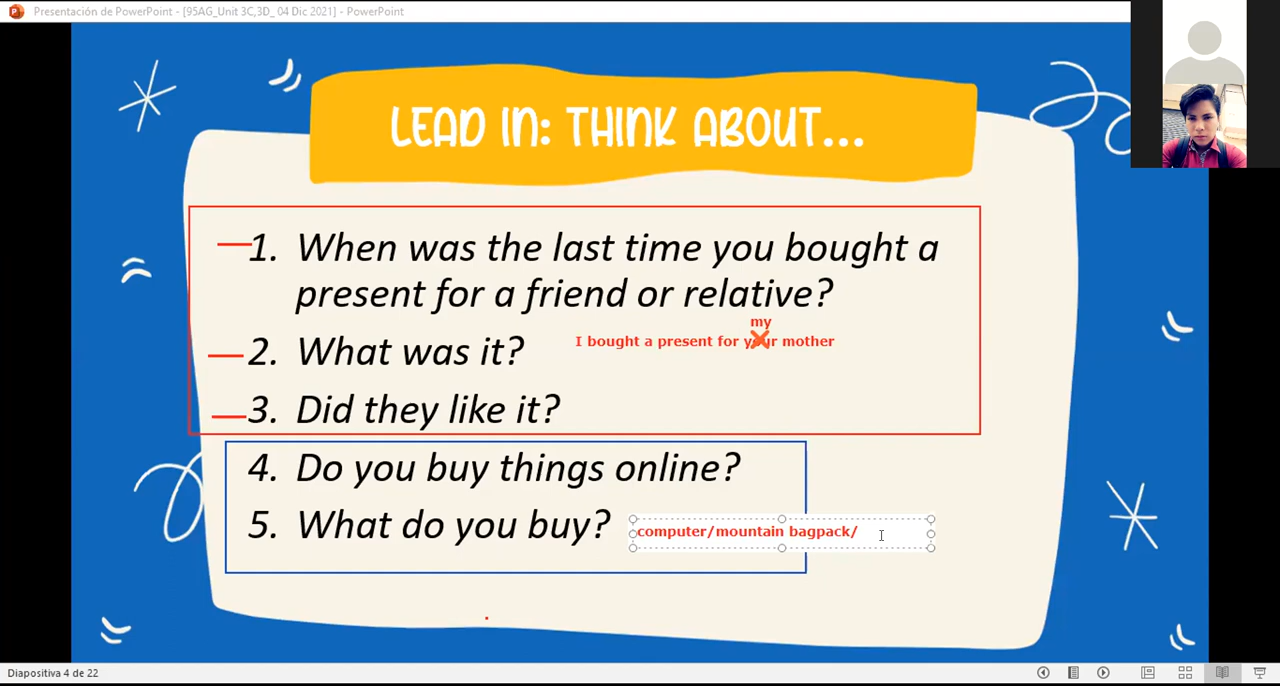 Presentación de PowerPoint - [95AG_Unit 3C,3D_ 04 Dic 2021] - PowerPoint
LEAD IN: THINK ABOUT...
1. When was the last time you bought a
present for a friend or relative?
my
2. What was it?
I bought a present for your mother
3. Did they like it?
4. Do you buy things online?
5. What do you buy?
computer/mountain bagpack/
Diapositiva 4 de 22